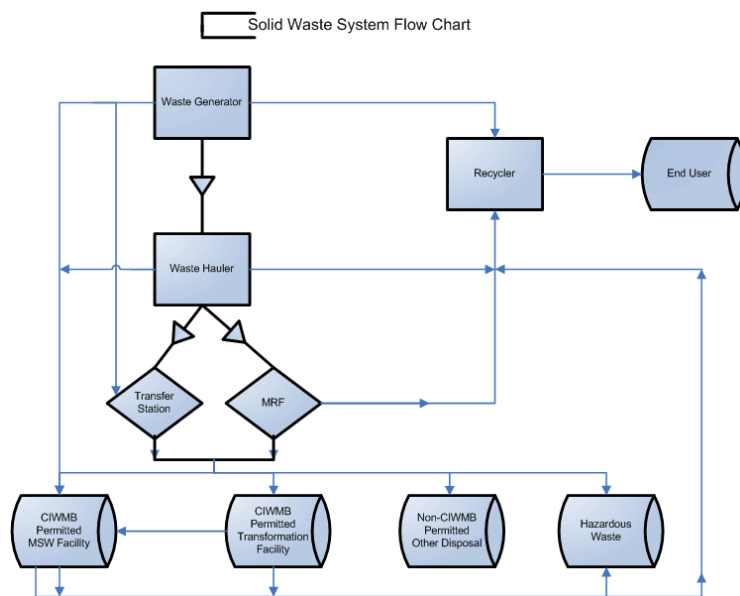 Solid Waste System Flow Chart
Waste Generator
Recycler
End User
Waste Hauler
Transfer
Station
MRF
CIWMB
Permitted
MSW Facility
CIWMB
Permitted
Transformation
Facility
Non-CIWMB
Permitted
Other Disposal
Hazardous
Waste